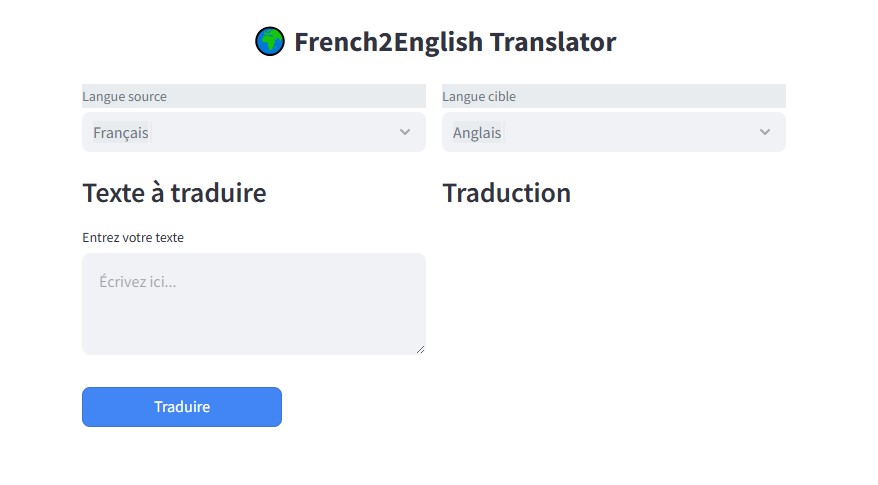 French2English Translator
Langue source
Langue cible
Français
Anglais
Texte à traduire
Traduction
Entrez votre texte
Écrivez ici...
Traduire